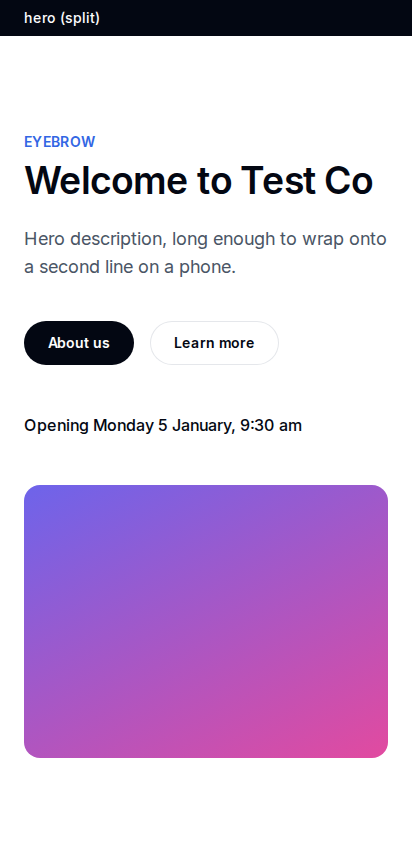 hero (split)
EYEBROW
Welcome to Test Co
Hero description, long enough to wrap onto
a second line on a phone.
About us
Learn more
Opening Monday 5 January, 9:30 am